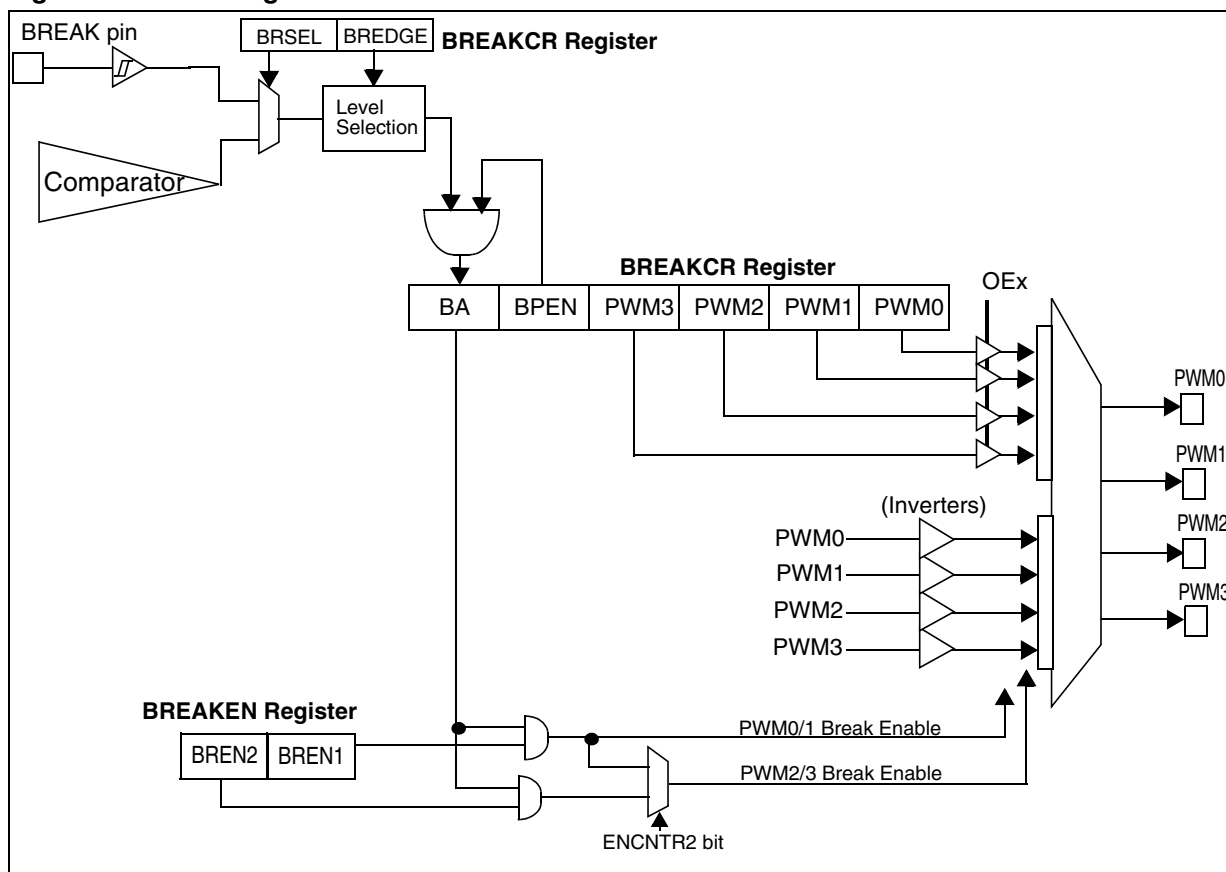 BREAK pin
BRSEL BREDGE BREAKCR Register
Level
Selection
Comparator
BREAKCR Register
OEx
BA BPEN PWM3 PWM2 PWM1 PWM0
PWM0
PWM1
(Inverters)
PWM2
PWM0
PWM1
PWM3
PWM2
PWM3
BREAKEN Register
PWM0/1 Break Enable
BREN2 BREN1
PWM2/3 Break Enable
ENCNTR2 bit